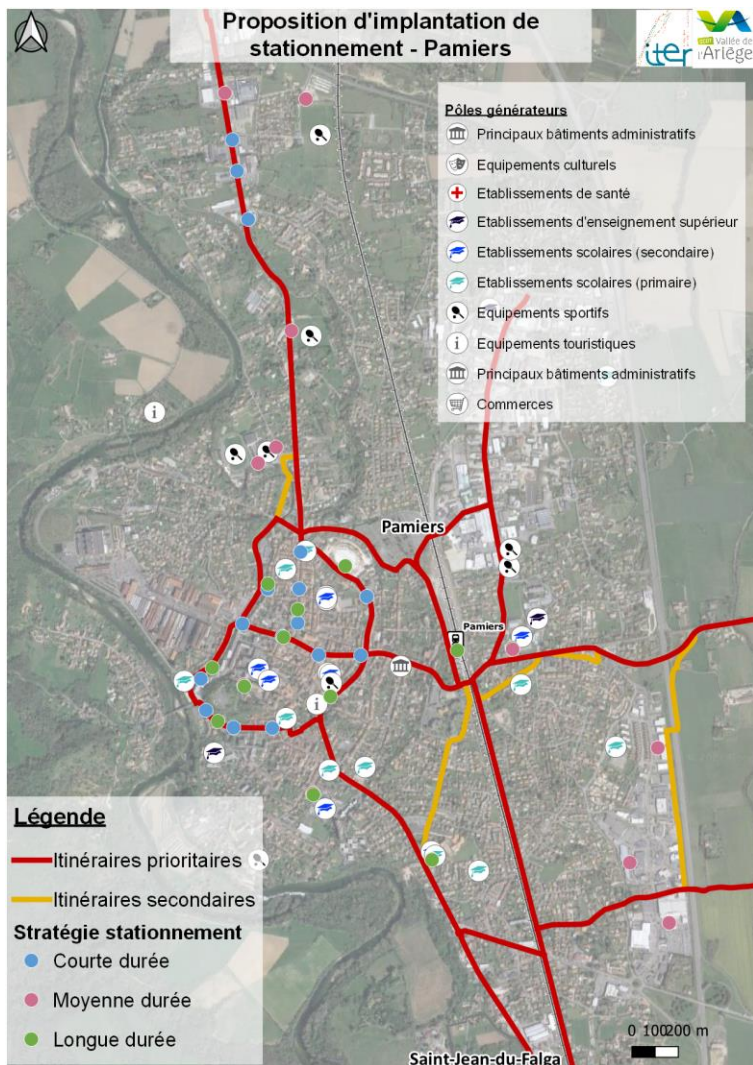 Proposition d'implantation de
stationnement - Pamiers
iter
Vallée de
l'Ariège
Pôles générateurs
Principaux bâtiments administratifs
Equipements culturels
Etablissements de santé
Etablissements d'enseignement supérieur
Etablissements scolaires (secondaire)
Etablissements scolaires (primaire)
Equipements sportifs
Equipements touristiques
Principaux bâtiments administratifs
Commerces
Pamiers
Pamiers
Légende
Itinéraires prioritaires
Itinéraires secondaires
Stratégie stationnement
Courte durée
Moyenne durée
Longue durée
0 100200 m
Saint-Jean-du-Falga